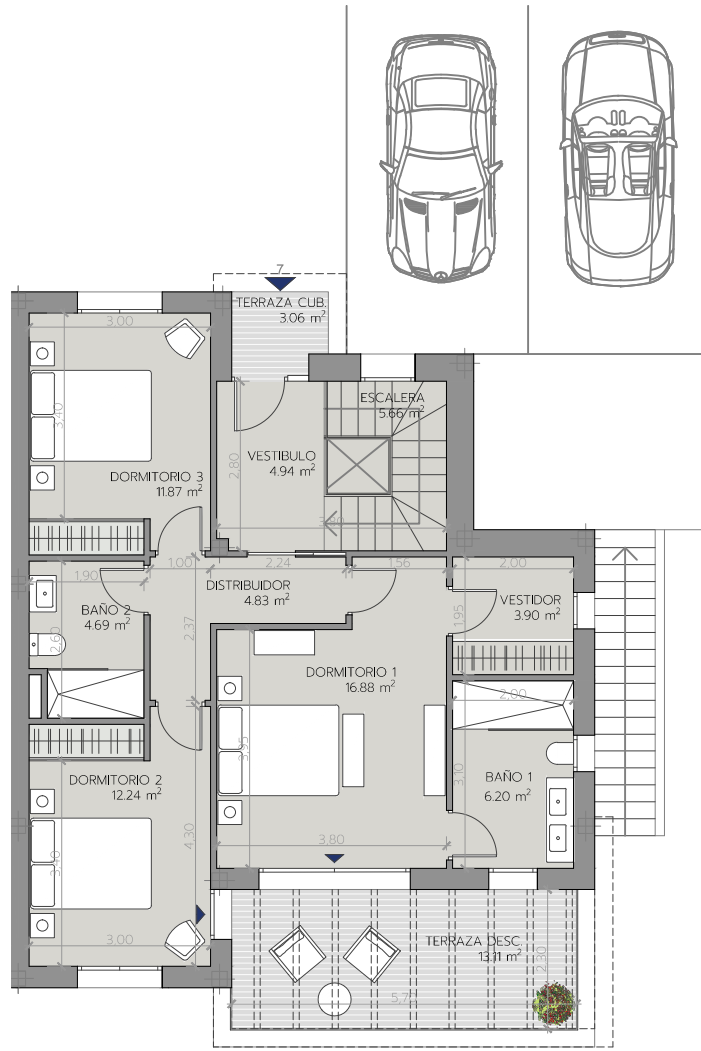 7
TERRAZA CUB.
3.06 m²
3.00
ESCALERA
5.66 m²
3.40
VESTIBULO
4.94 m²
2.80
DORMITORIO 3
11.87 m²
1.90
1.00
2.24
1.56
2.00
DISTRIBUIDOR
4.83 m²
BAÑO 2
4.69 m²
VESTIDOR
3.90 m²
1.95
2.60
2.37
DORMITORIO 1
16.88 m²
2.00
3.95
DORMITORIO 2
12.24 m²
BAÑO 1
6.20 m²
3.10
4.30
3.80
3.40
3.00
TERRAZA DESC.
13.11 m²
2.30